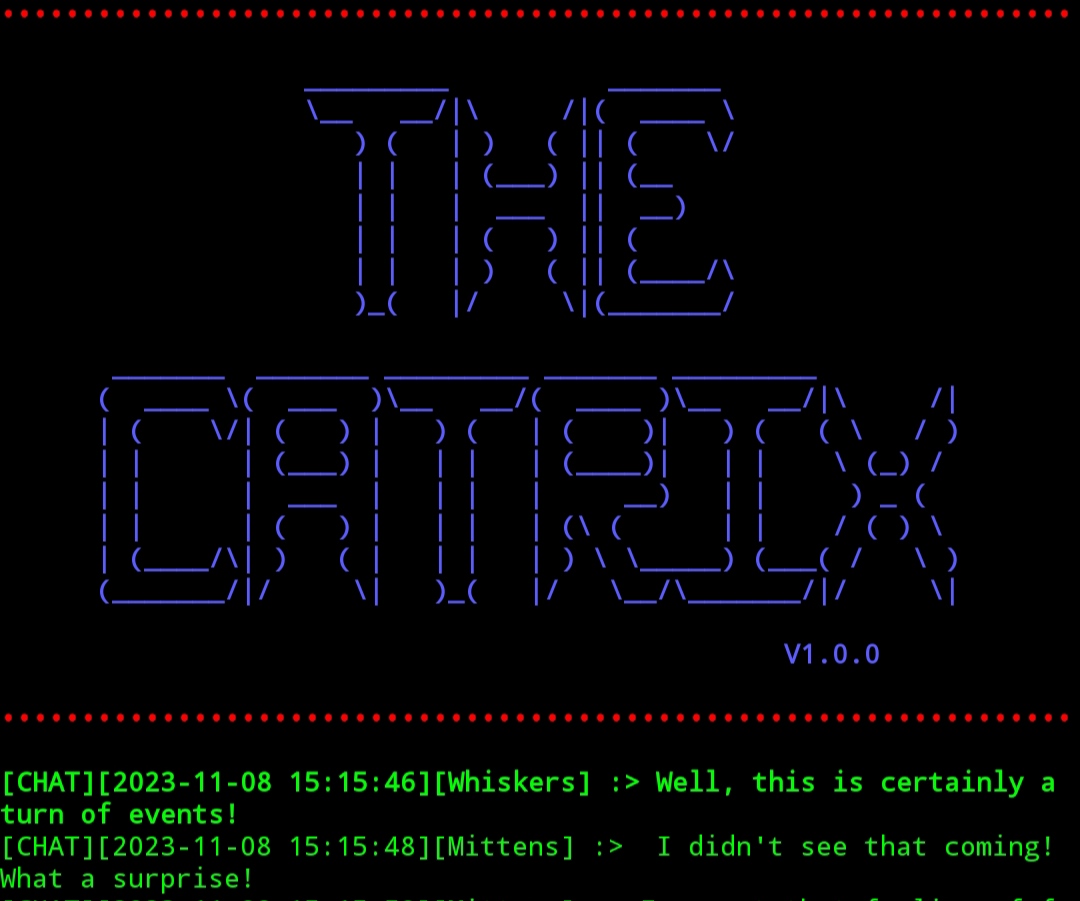 THE
CATRIX
V1.0.0
[CHAT][2023-11-08 15:15:46][Whiskers] :> Well, this is certainly a
turn of events!
[CHAT][2023-11-08 15:15:48][Mittens] :>  I didn't see that coming!
What a surprise!